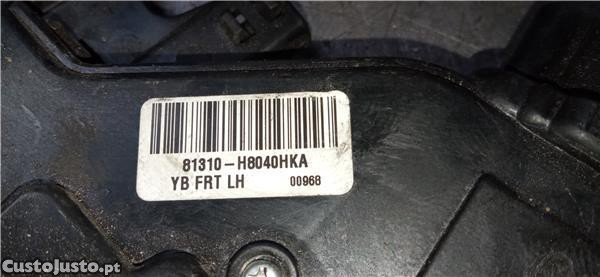 81310-H8040HKA
YB FRT LH 00968
CustoJusto.pt